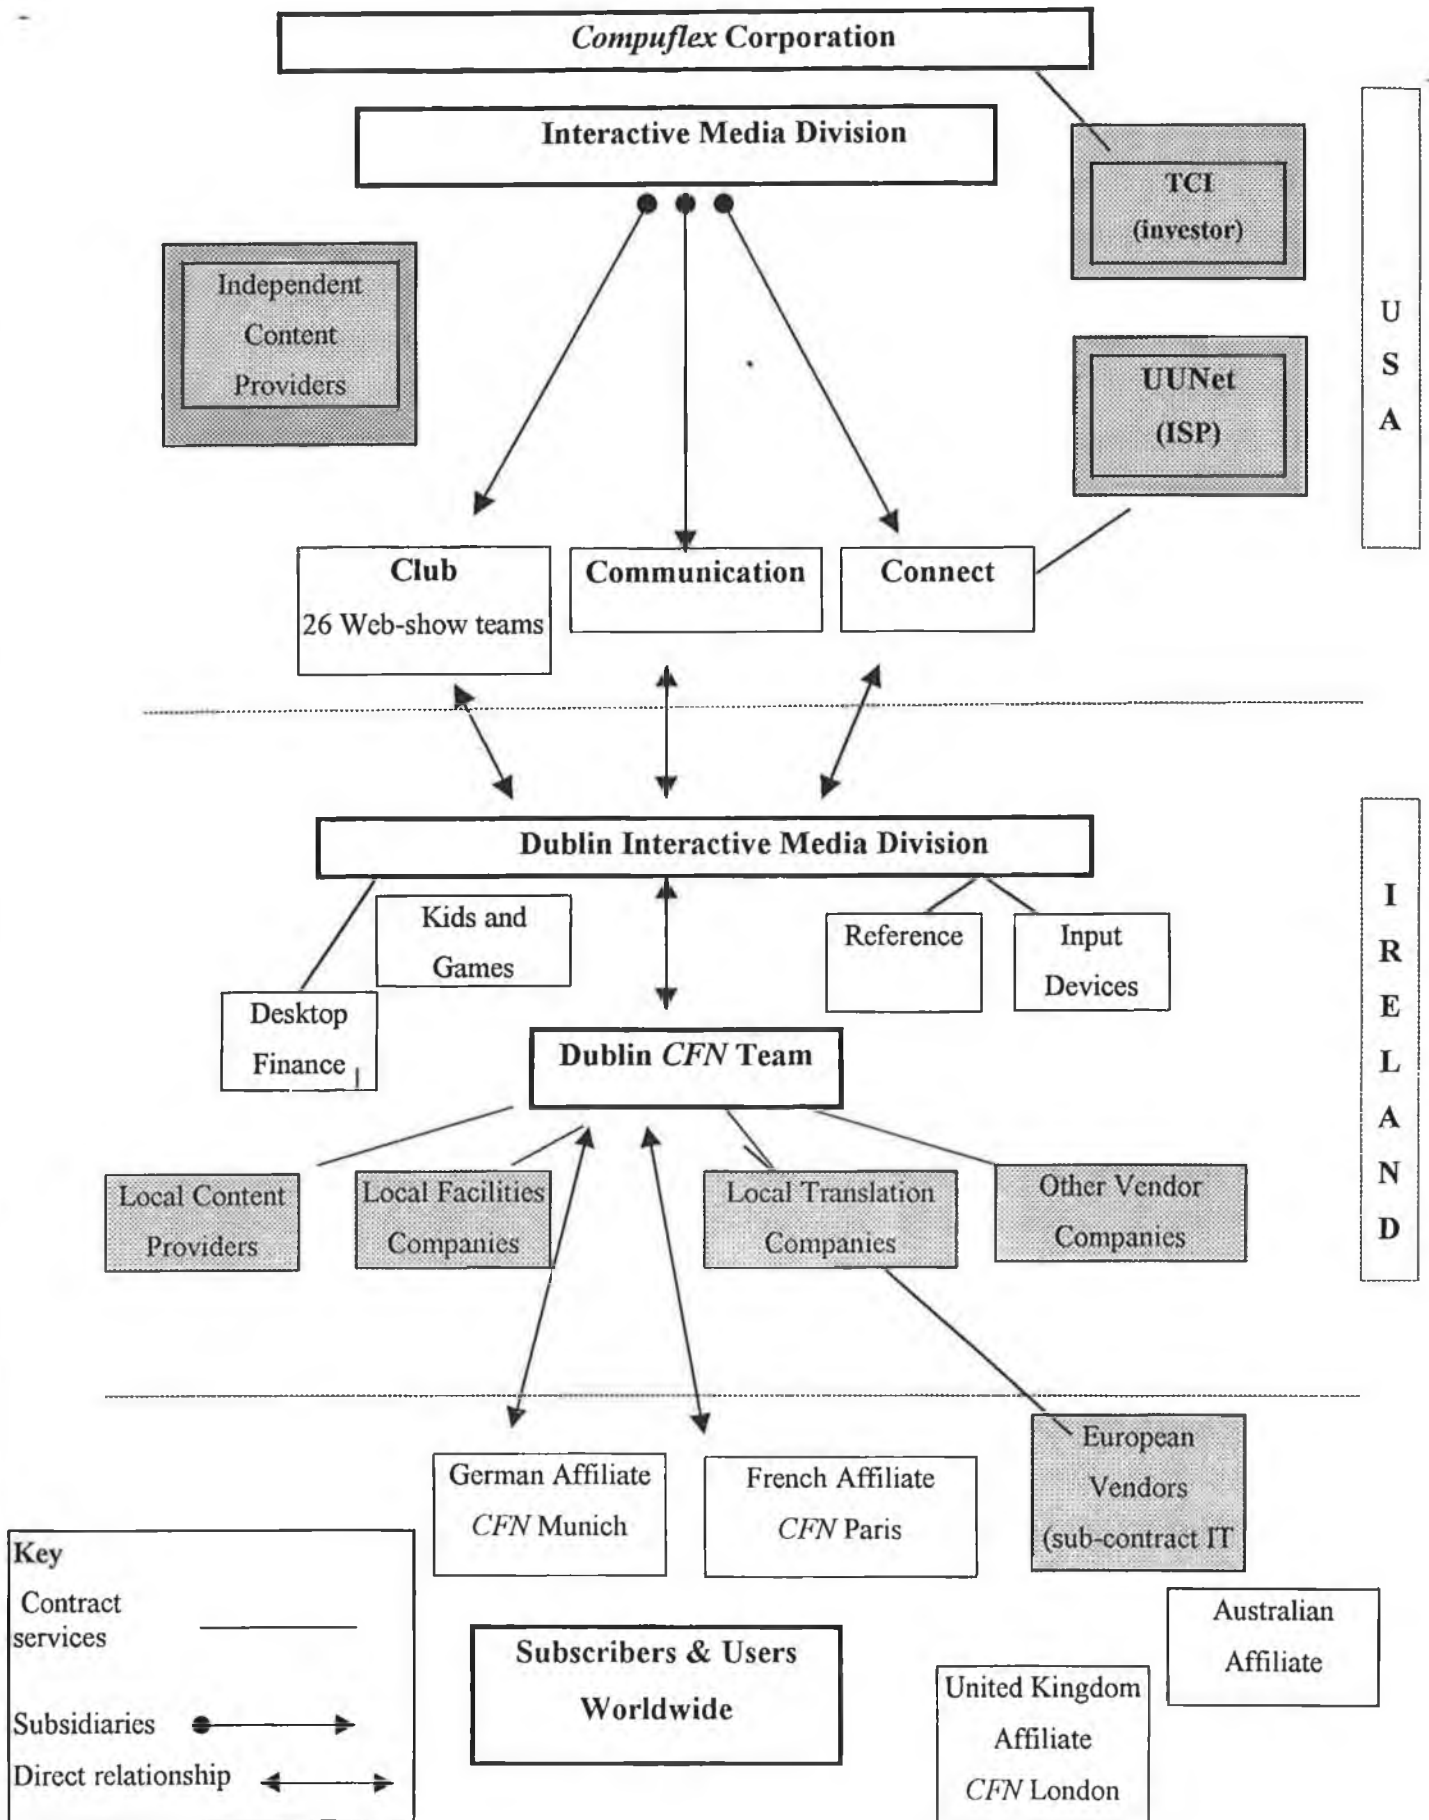 Compuflex Corporation
Interactive Media Division
TCI
(investor)
Independent
Content
Providers
UUNet
(ISP)
U
S
A
Club
26 Web-show teams
Communication
Connect
Dublin Interactive Media Division
Kids and
Games
Reference
Input
Devices
Desktop
Finance
Dublin CFN Team
I
R
E
L
A
N
D
Local Content
Providers
Local Facilities
Companies
Local Translation
Companies
Other Vendor
Companies
German Affiliate
CFN Munich
French Affiliate
CFN Paris
European
Vendors
(sub-contract IT
Key
Contract
services
Subsidiaries
Direct relationship
Subscribers & Users
Worldwide
Australian
Affiliate
United Kingdom
Affiliate
CFN London